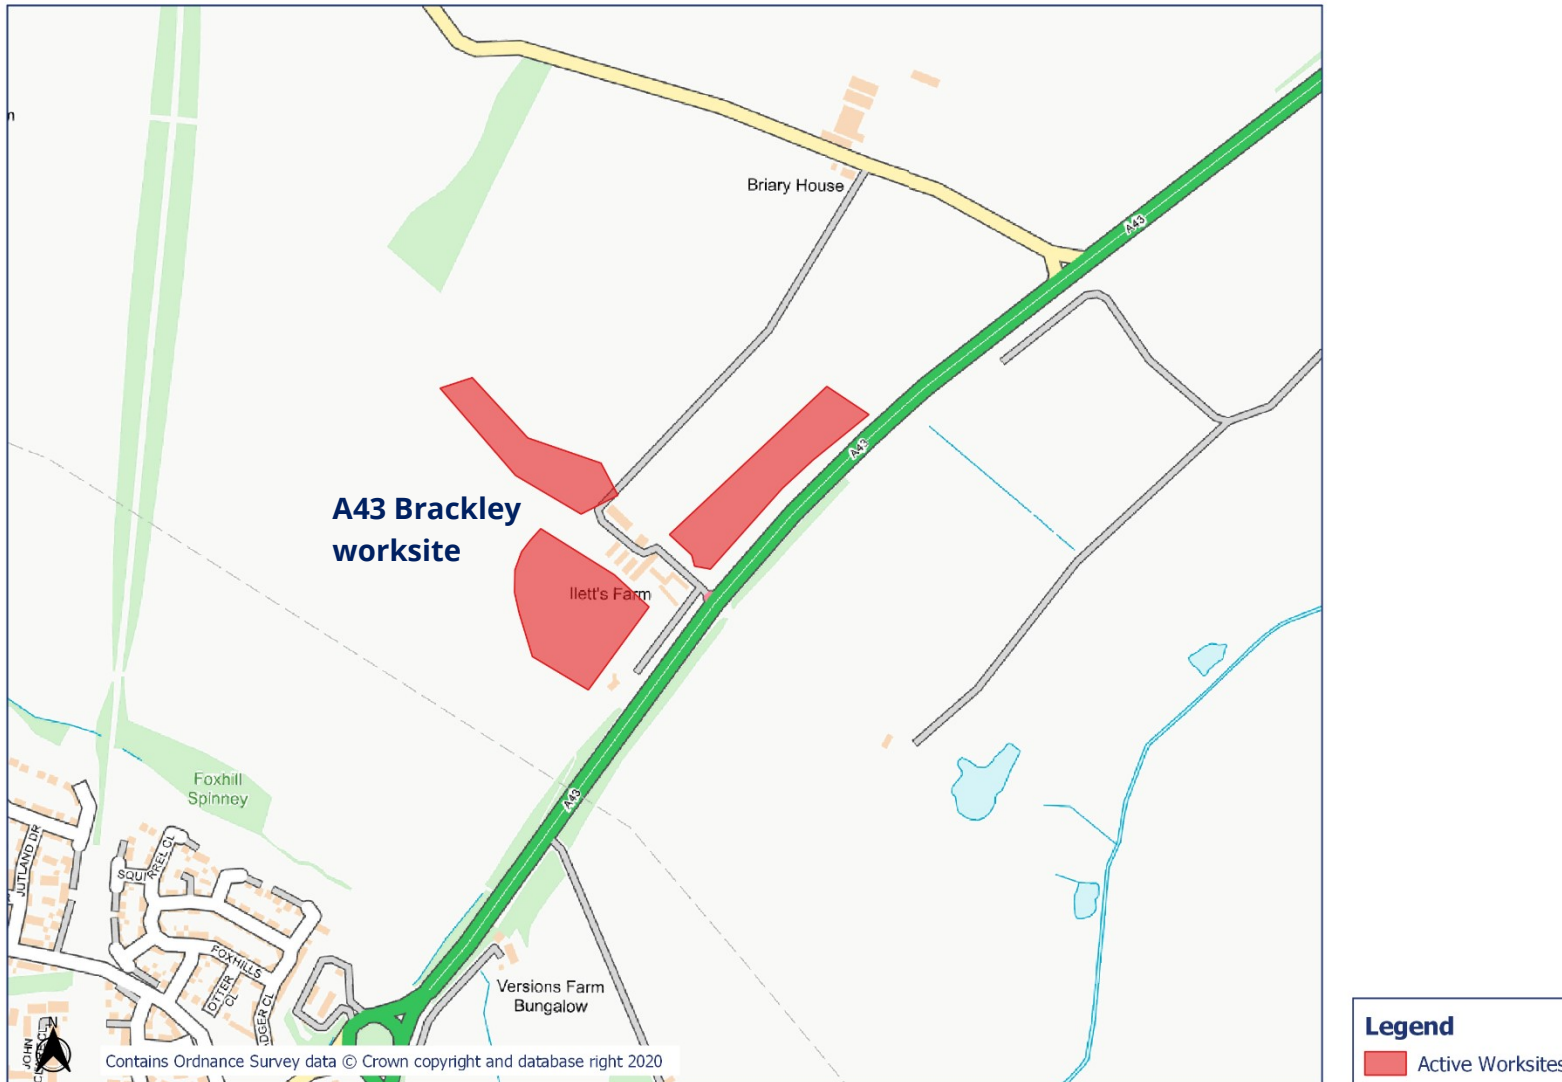 n
Briary House
A43
A43
A43 Brackley
worksite
Ilett's Farm
Foxhill
Spinney
A43
JUTLAND DR
SQUIRREL CL
FOXHILLS
OTTER
CL
Versions Farm
Bungalow
JOHN
N
Contains Ordnance Survey data © Crown copyright and database right 2020
Legend
Active Worksites